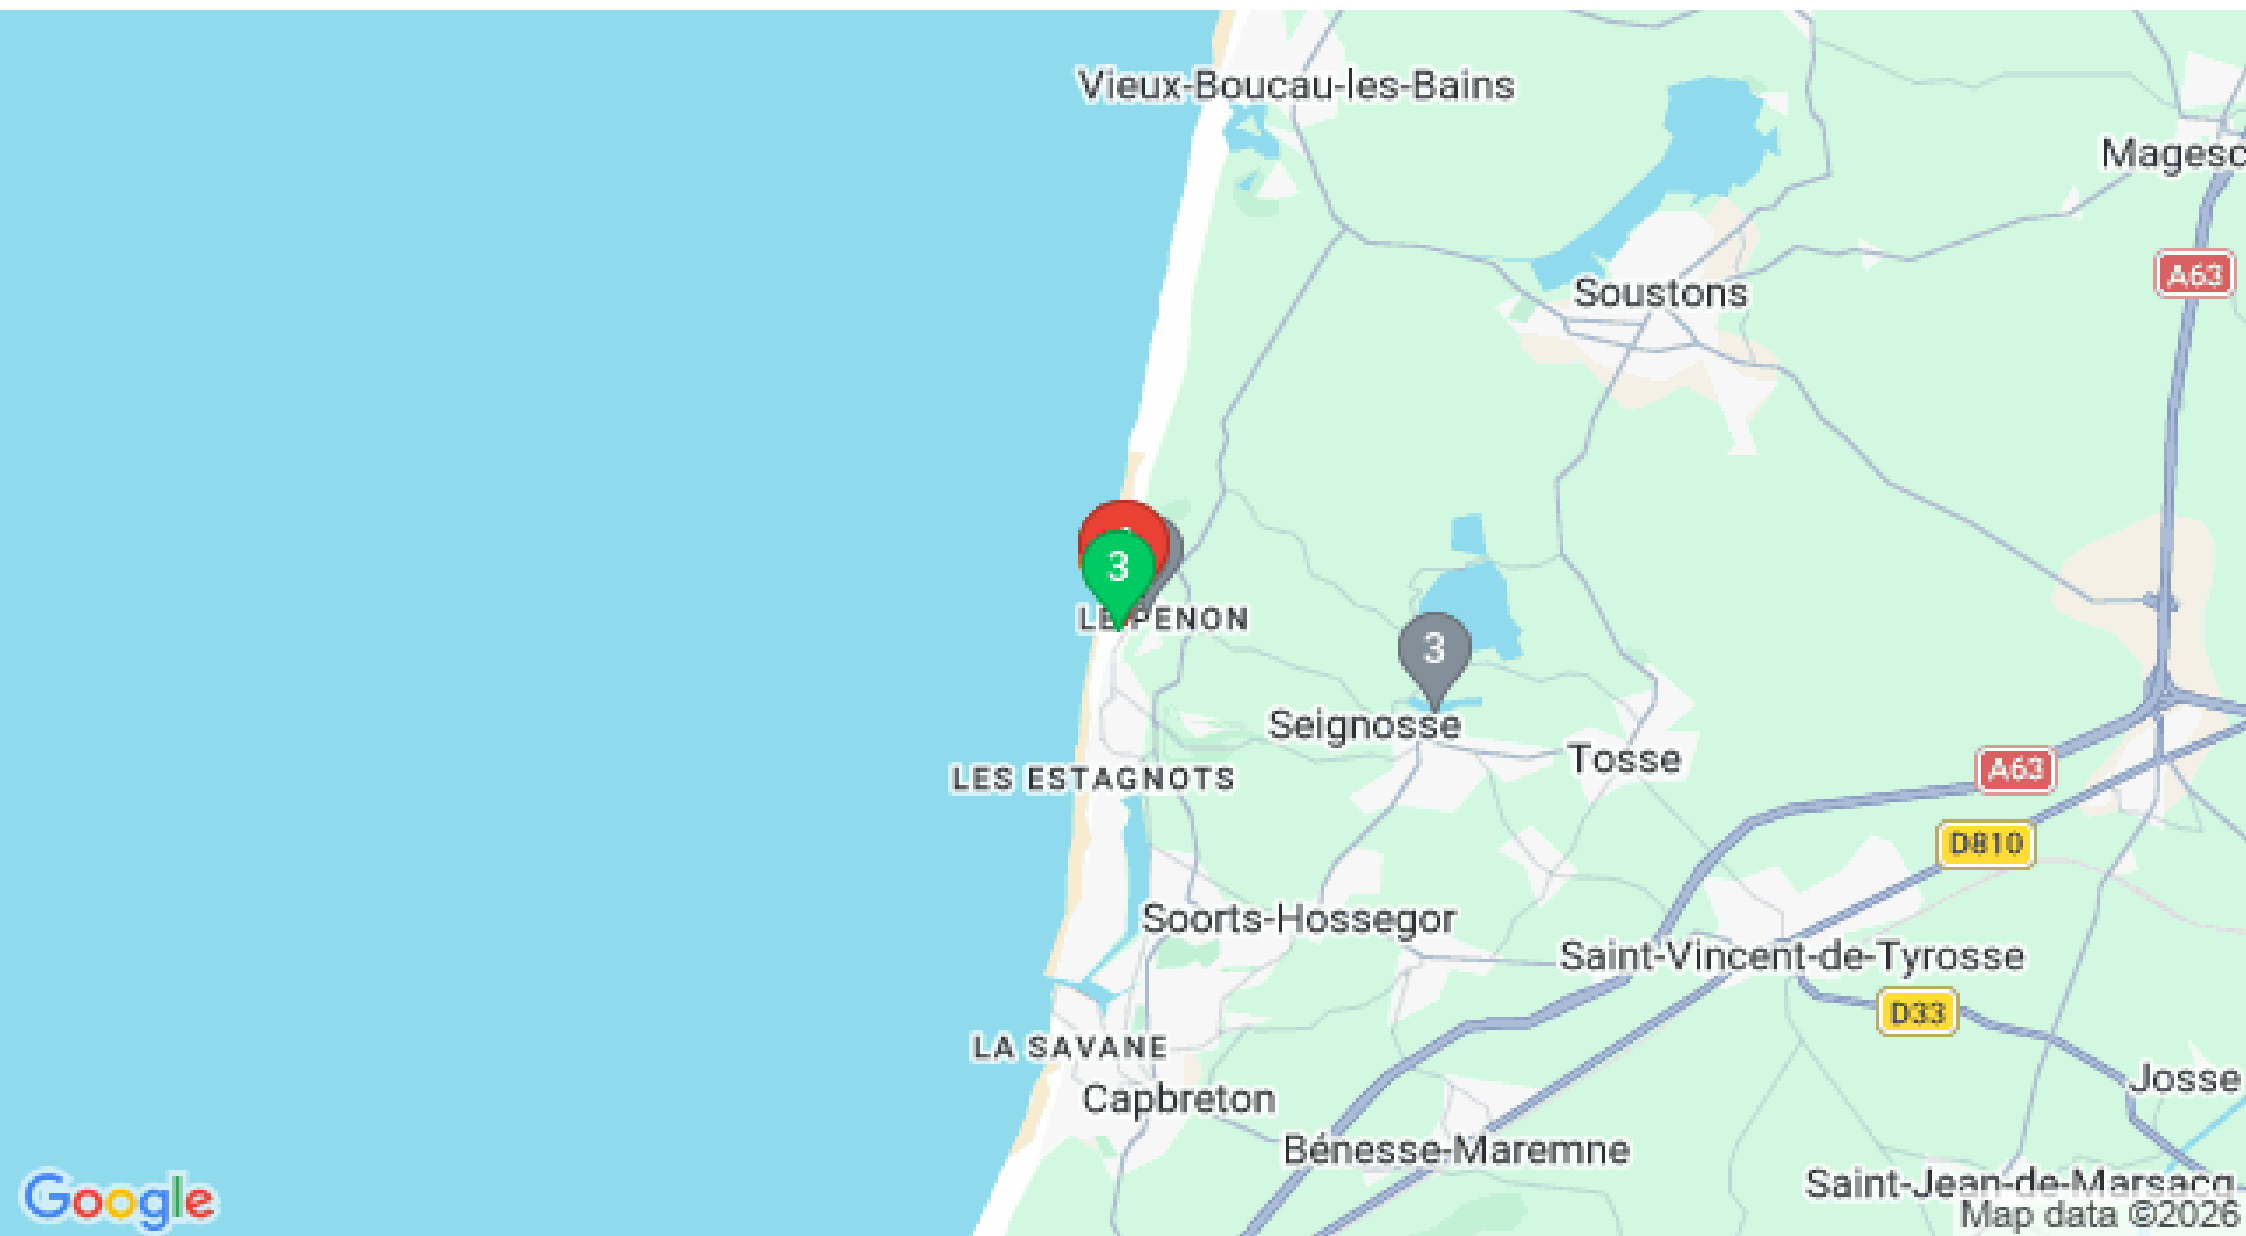 Vieux-Boucau-les-Bains
Magesc
A63
Soustons
3
LE PENON
3
Seignosse
Tosse
LES ESTAGNOTS
A63
D810
Soorts-Hossegor
Saint-Vincent-de-Tyrosse
D33
LA SAVANE
Josse
Capbreton
Bénesse-Maremne
Saint-Jean-de-Marsacq
Google
Map data ©2026